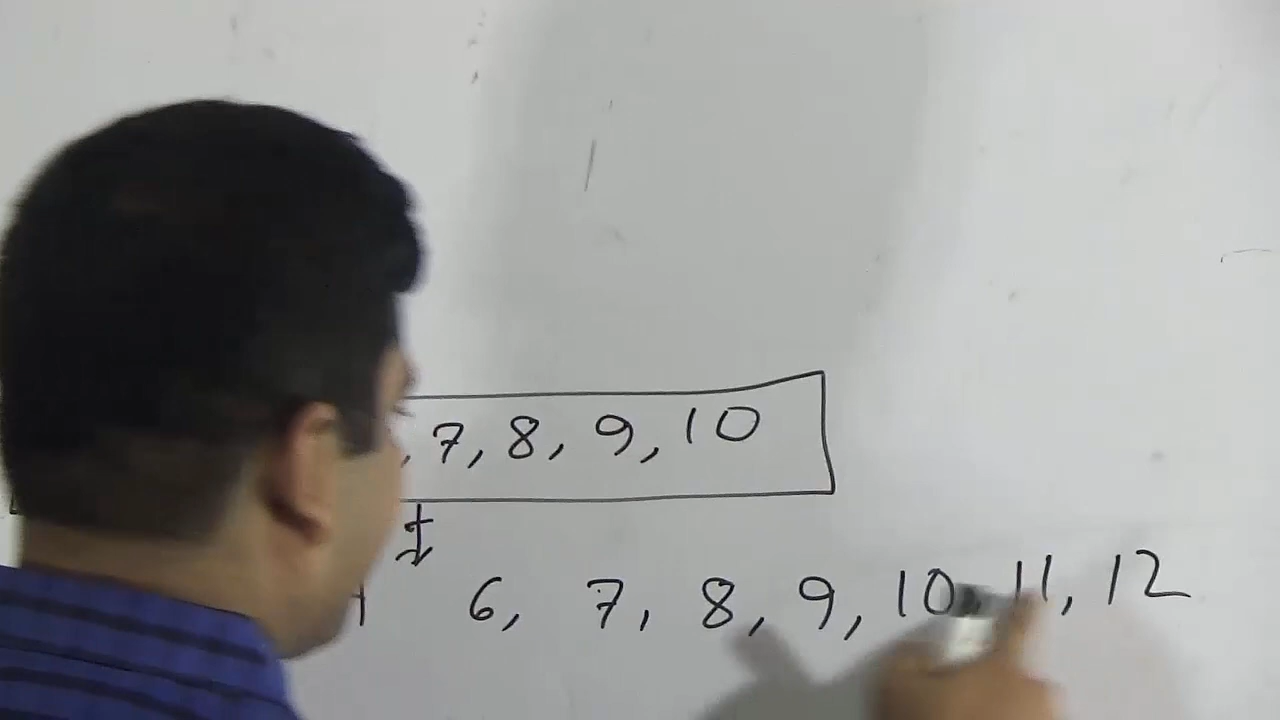 , 7, 8, 9, 10
6, 7, 8, 9, 10, 11, 12